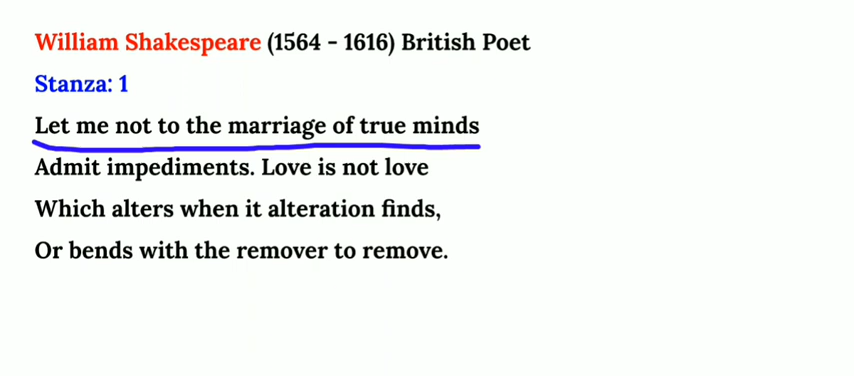 William Shakespeare (1564 - 1616) British Poet
Stanza: 1
Let me not to the marriage of true minds
Admit impediments. Love is not love
Which alters when it alteration finds,
Or bends with the remover to remove.